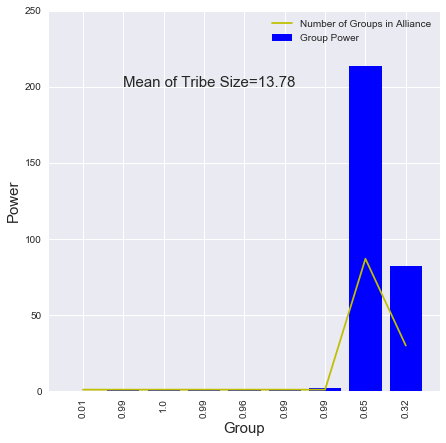 250
200
150
100
50
0
Power
Number of Groups in Alliance
Group Power
Mean of Tribe Size=13.78
0.01 0.99 1.0 0.99 0.96 0.99 0.99 0.65 0.32
Group